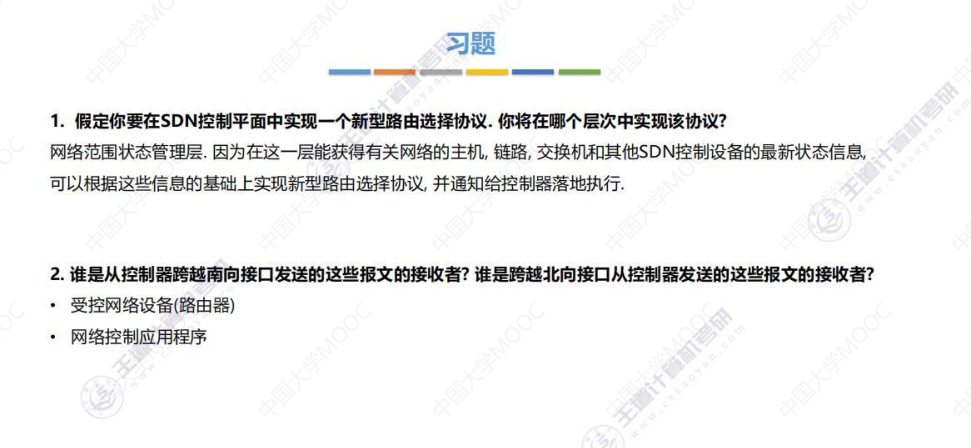 习题
1. 假定你要在SDN控制平面中实现一个新型路由选择协议. 你将在哪个层次中实现该协议?
网络范围状态管理层. 因为在这一层能获得有关网络的主机, 链路, 交换机和其他SDN控制设备的最新状态信息,
可以根据这些信息的基础上实现新型路由选择协议, 并通知给控制器落地执行.
2. 谁是从控制器跨越南向接口发送的这些报文的接收者? 谁是跨越北向接口从控制器发送的这些报文的接收者?
• 受控网络设备(路由器)
• 网络控制应用程序
中国大学MOOC
王道计算机考研
www.cskaoyan.com